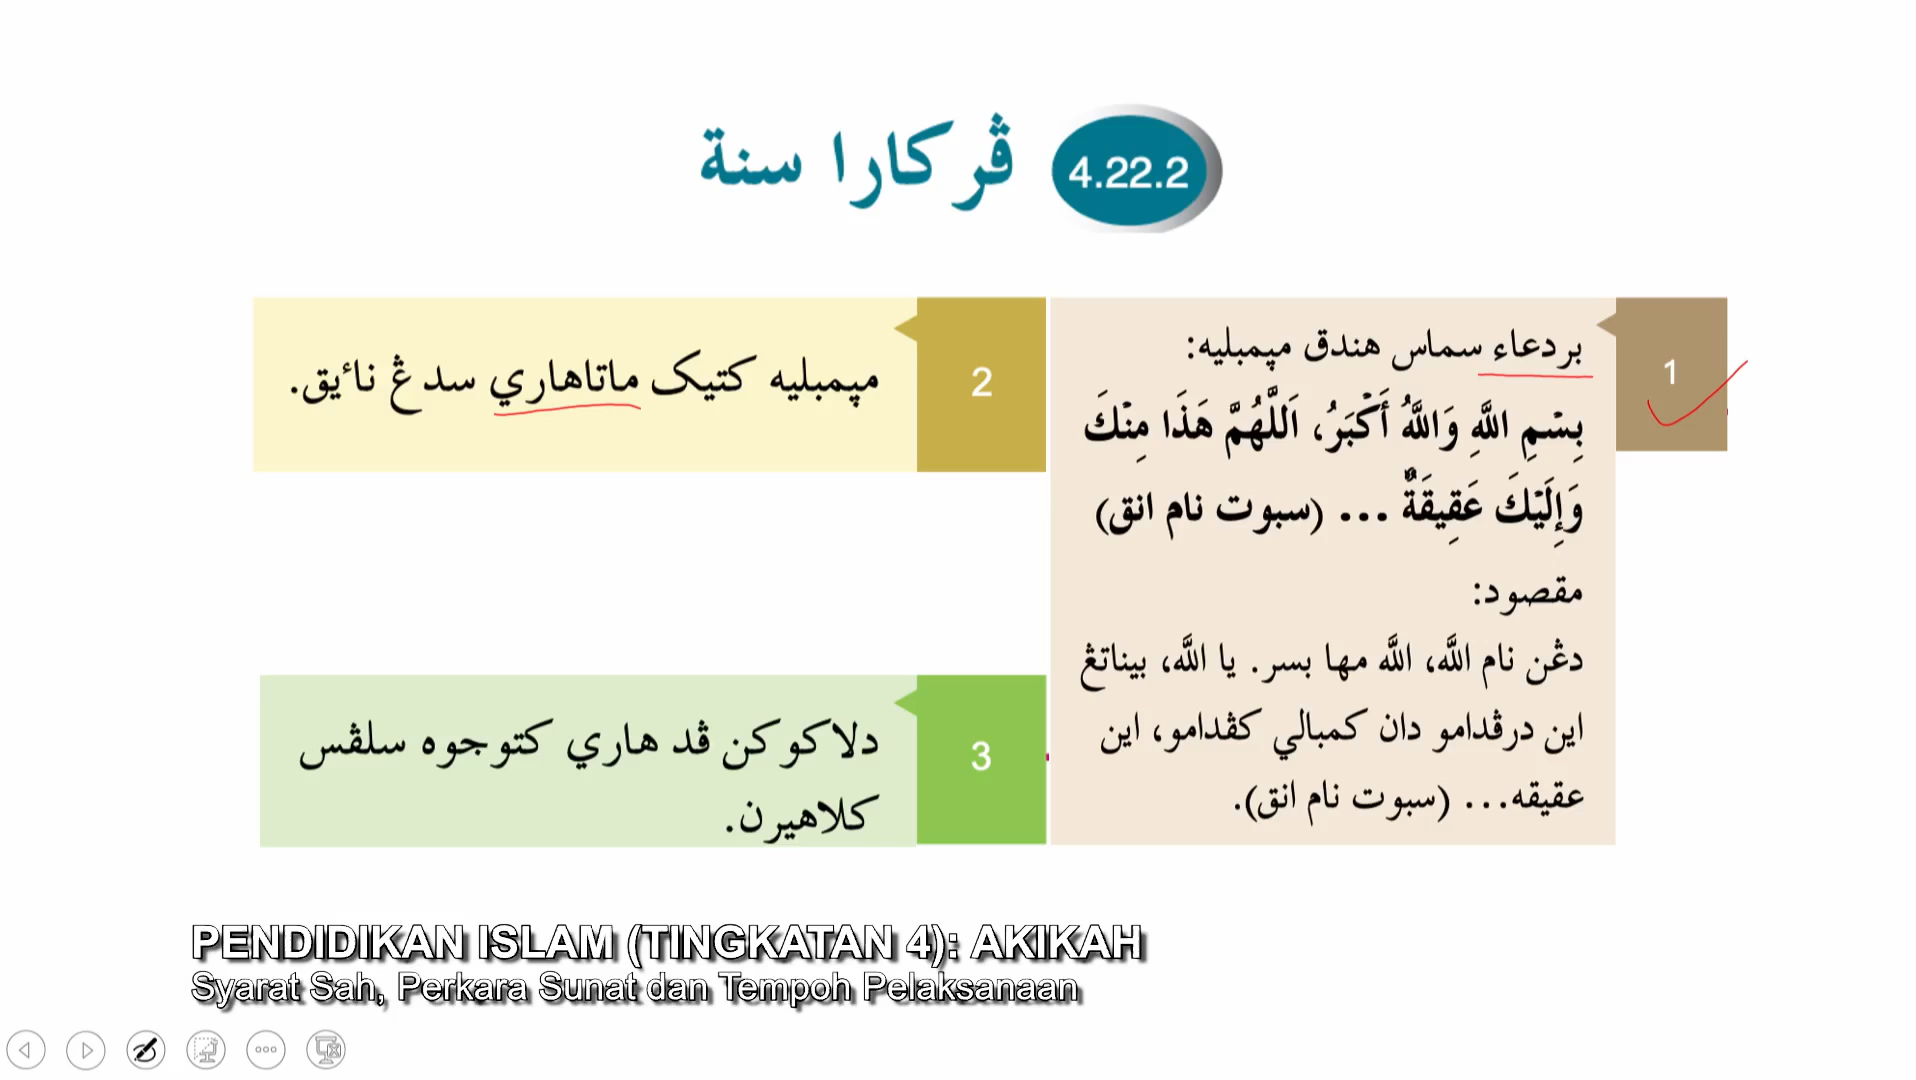 4.22.2 ڤركارا سنة
1
بردعاء سماس هندق مڽمبليه:
بِسْمِ اللَّهِ وَاللَّهُ أَكْبَرُ، اَللَّهُمَّ هَذَا مِنْكَ
وَإِلَيْكَ عَقِيقَةٌ ... (سبوت نام انق)
مقصود:
دڠن نام الله، الله مها بسر. يا الله، بيناتڠ
اين درڤدامو دان كمبالي كڤدامو، اين
عقيقه... (سبوت نام انق).
2
مڽمبليه كتيک ماتاهاري سدڠ نائيق.
3
دلاكوكن ڤد هاري كتوجوه سلڤس
كلاهيرن.
PENDIDIKAN ISLAM (TINGKATAN 4): AKIKAH
Syarat Sah, Perkara Sunat dan Tempoh Pelaksanaan